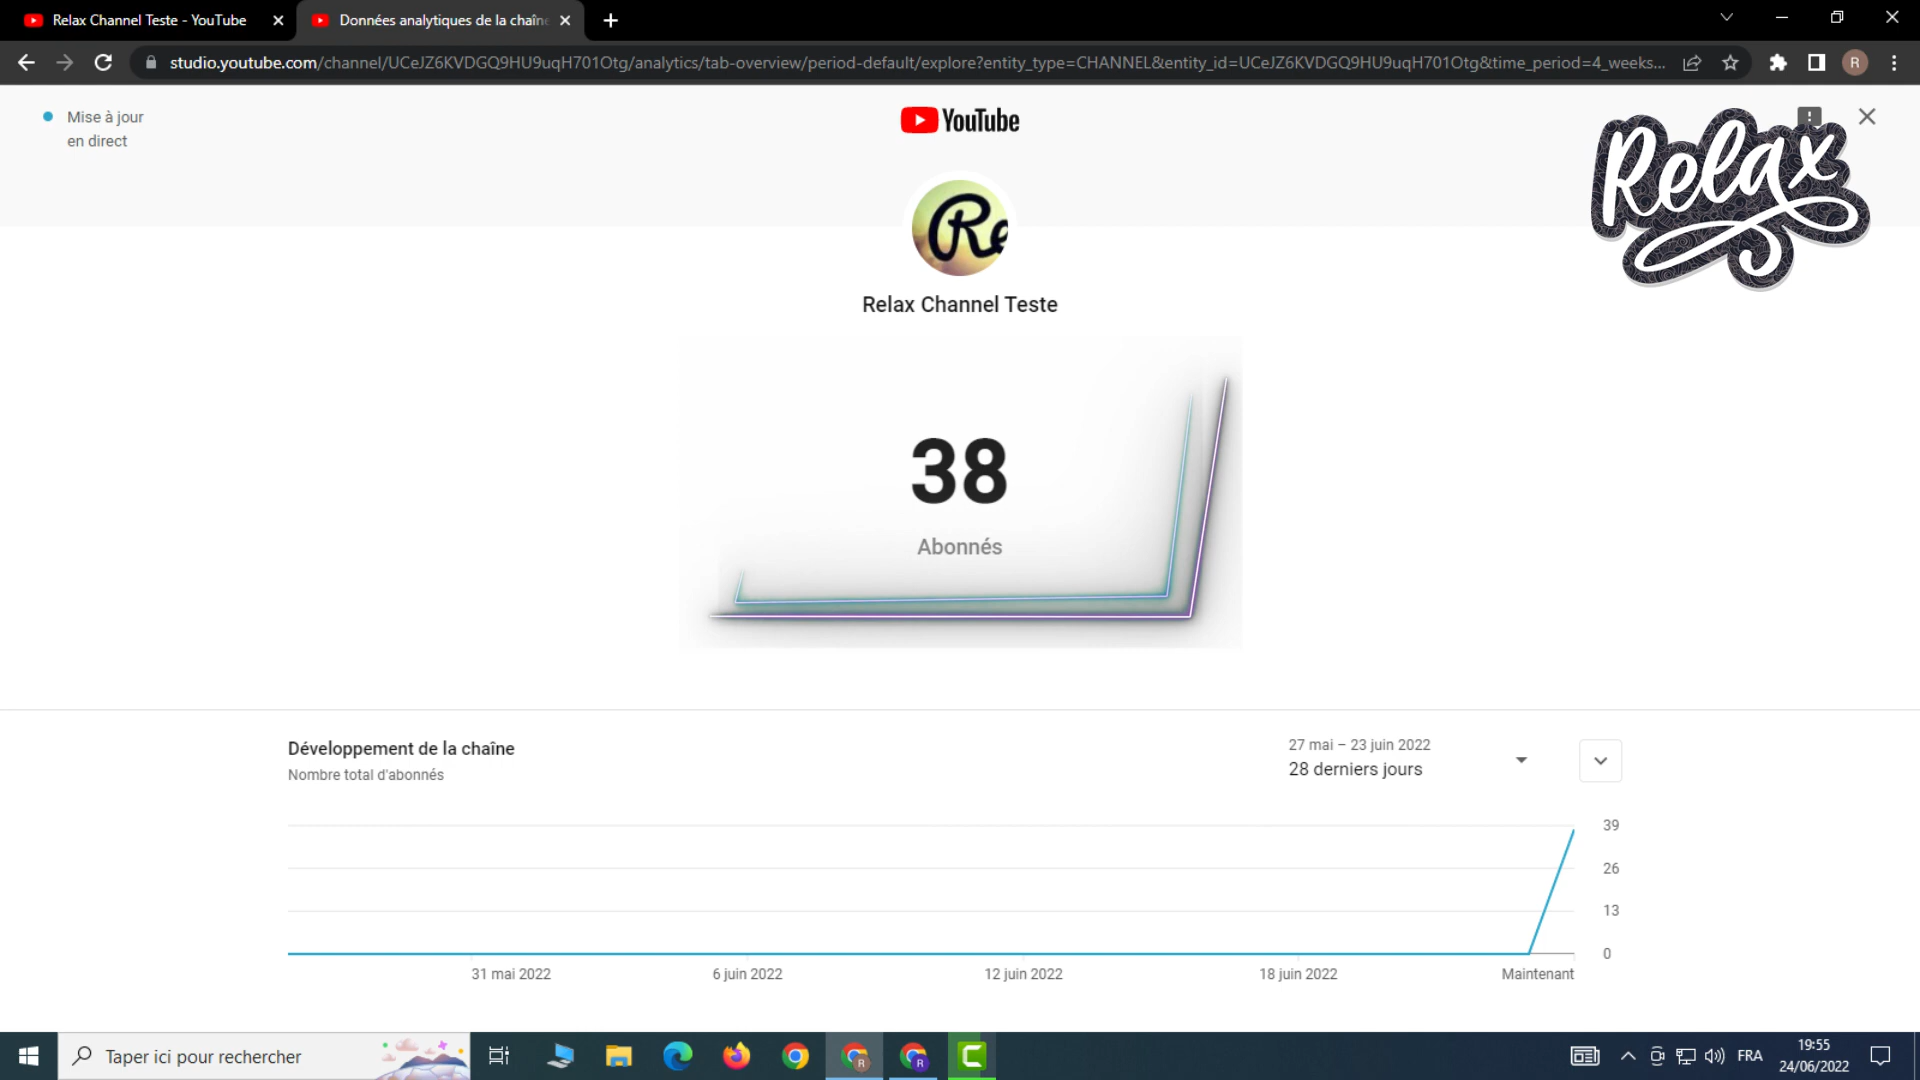 Relax Channel Teste - YouTube
Données analytiques de la chaîne
studio.youtube.com/channel/UCeJZ6KVDGQ9HU9uqH701Otg/analytics/tab-overview/period-default/explore?entity_type=CHANNEL&entity_id=UCeJZ6KVDGQ9HU9uqH701Otg&time_period=4_weeks...
R
Mise à jour
en direct
YouTube
Relax
Re
Relax Channel Teste
38
Abonnés
Développement de la chaîne
Nombre total d'abonnés
27 mai – 23 juin 2022
28 derniers jours
39
26
13
0
31 mai 2022
6 juin 2022
12 juin 2022
18 juin 2022
Maintenant
Taper ici pour rechercher
R
R
C
FRA
19:55
24/06/2022